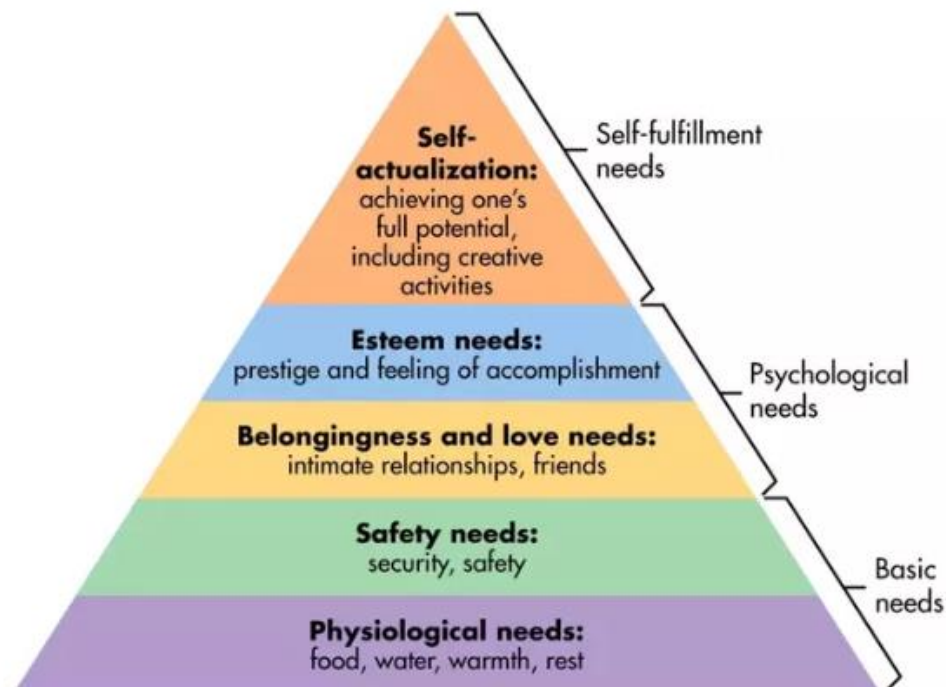 Self-
actualization:
achieving one's
full potential,
including creative
activities
Self-fulfillment
needs
Esteem needs:
prestige and feeling of accomplishment
Psychological
needs
Belongingness and love needs:
intimate relationships, friends
Safety needs:
security, safety
Basic
needs
Physiological needs:
food, water, warmth, rest